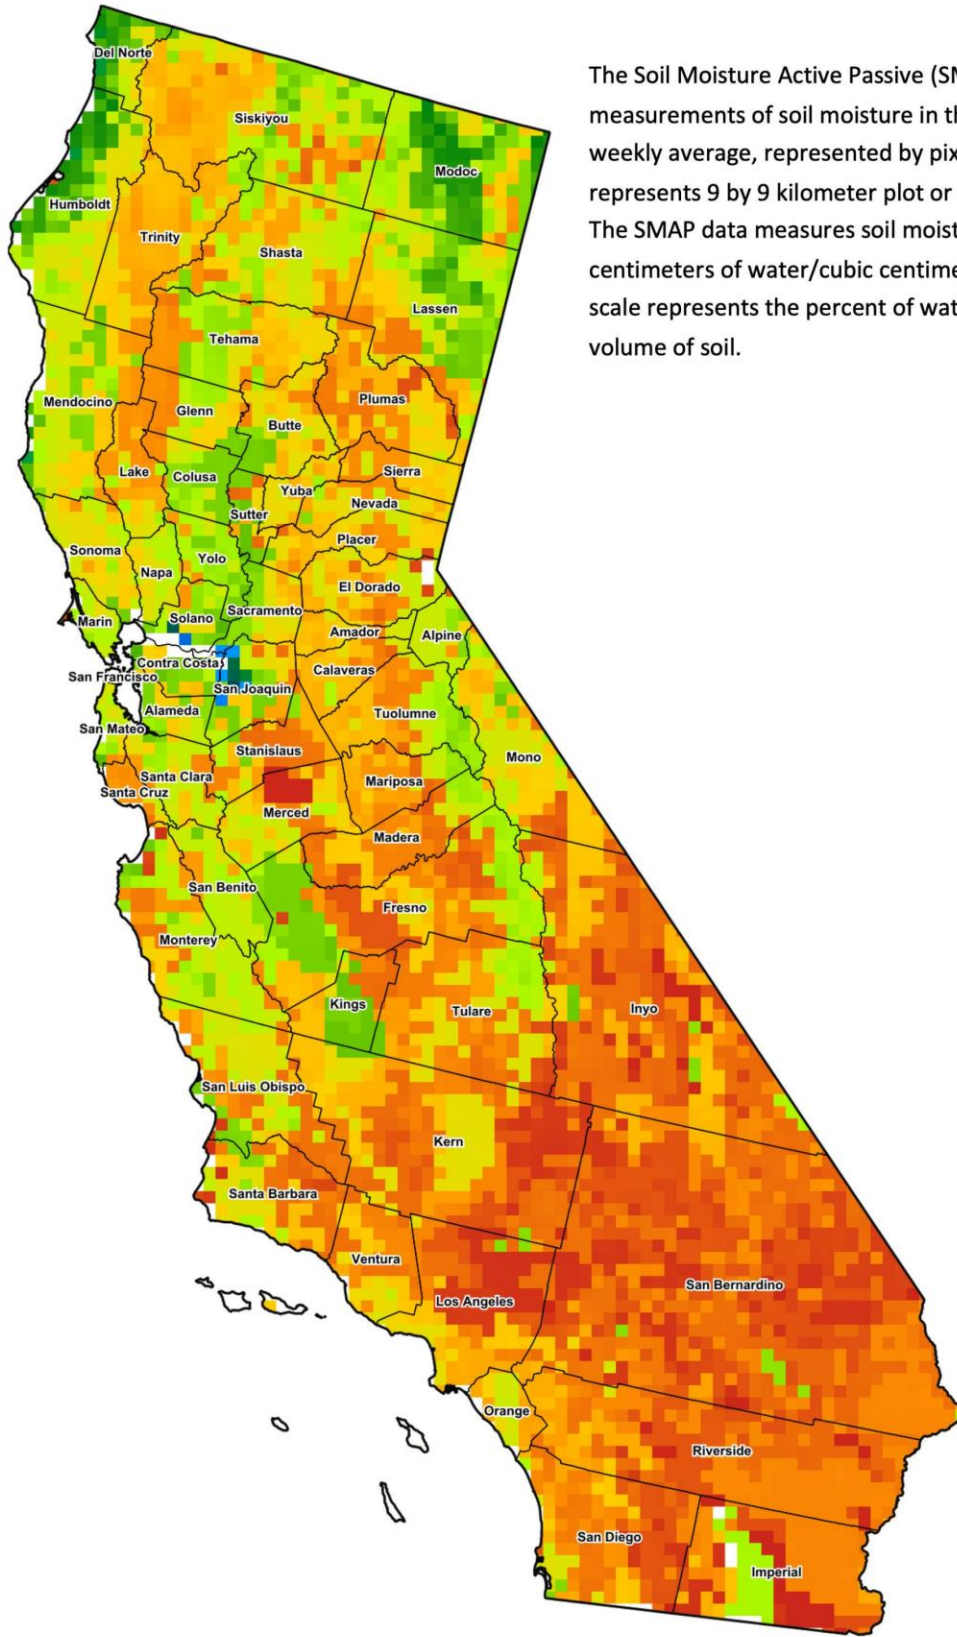 The Soil Moisture Active Passive (SM
measurements of soil moisture in th
weekly average, represented by pix
represents 9 by 9 kilometer plot or
The SMAP data measures soil moist
centimeters of water/cubic centime
scale represents the percent of wat
volume of soil.
Del Norte
Siskiyou
Modoc
Humboldt
Trinity
Shasta
Lassen
Tehama
Plumas
Mendocino
Glenn
Butte
Lake
Colusa
Sierra
Yuba
Nevada
Sutter
Placer
Sonoma
Yolo
Napa
El Dorado
Sacramento
Solano
Marin
Amador
Alpine
Contra Costa
Calaveras
San Francisco
San Joaquin
Alameda
Tuolumne
San Mateo
Stanislaus
Mono
Santa Clara
Mariposa
Santa Cruz
Merced
Madera
San Benito
Fresno
Monterey
Kings
Tulare
Inyo
San Luis Obispo
Kern
Santa Barbara
Ventura
San Bernardino
Los Angeles
Orange
Riverside
San Diego
Imperial